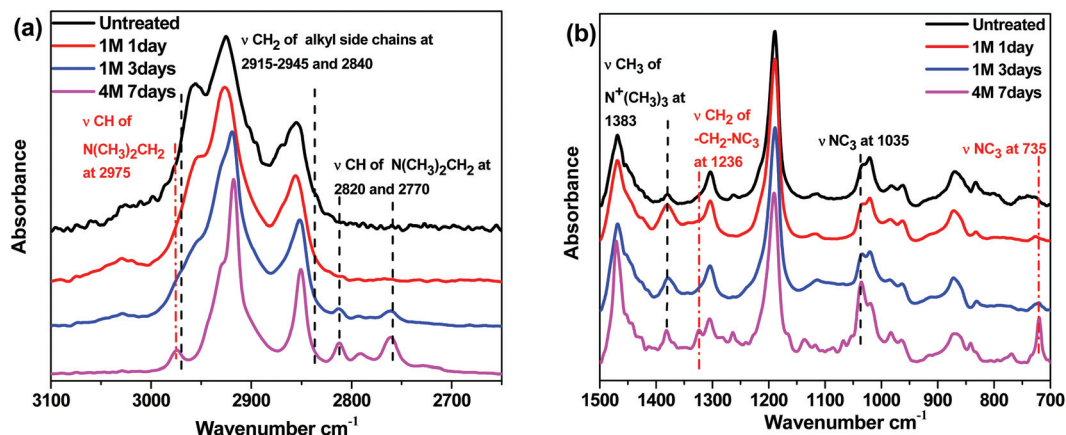 (a)
Untreated
1M 1day
1M 3days
4M 7days
ν CH₂ of alkyl side chains at
2915-2945 and 2840
ν CH of
N(CH₃)₂CH₂
at 2975
ν CH of N(CH₃)₂CH₂ at
2820 and 2770
Absorbance
3100 3000 2900 2800 2700
Wavenumber cm⁻¹
(b)
Untreated
1M 1day
1M 3days
4M 7days
ν CH₃ of
N⁺(CH₃)₃ at
1383
ν CH₂ of
-CH₂-NC₃
at 1236
ν NC₃ at 1035
ν NC₃ at 735
Absorbance
1500 1400 1300 1200 1100 1000 900 800 700
Wavenumber cm⁻¹